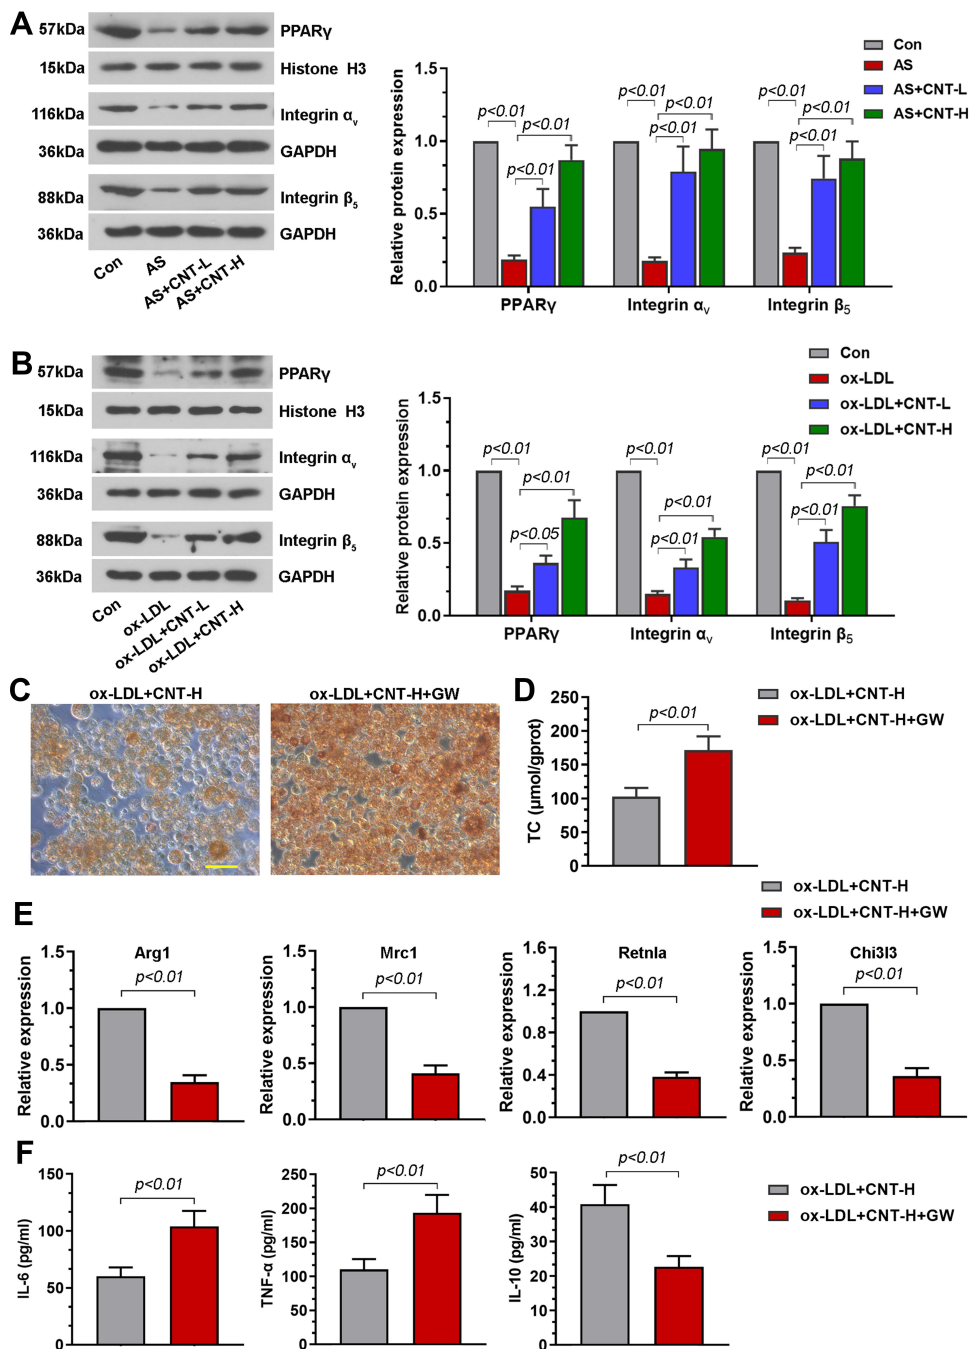 A
57kDa
PPARγ
15kDa
Histone H3
116kDa
Integrin αv
36kDa
GAPDH
88kDa
Integrin β5
36kDa
GAPDH
Con
AS
AS+CNT-L
AS+CNT-H
Con
AS
AS+CNT-L
AS+CNT-H
Relative protein expression
1.5
1.0
0.5
0.0
p<0.01
p<0.01
p<0.01
p<0.01
p<0.01
p<0.01
p<0.01
p<0.01
p<0.01
PPARγ
Integrin αv
Integrin β5
B
57kDa
PPARγ
15kDa
Histone H3
116kDa
Integrin αv
36kDa
GAPDH
88kDa
Integrin β5
36kDa
GAPDH
Con
ox-LDL
ox-LDL+CNT-L
ox-LDL+CNT-H
Con
ox-LDL
ox-LDL+CNT-L
ox-LDL+CNT-H
Relative protein expression
1.5
1.0
0.5
0.0
p<0.01
p<0.01
p<0.05
p<0.01
p<0.01
p<0.01
p<0.01
p<0.01
p<0.01
PPARγ
Integrin αv
Integrin β5
C
ox-LDL+CNT-H
ox-LDL+CNT-H+GW
D
ox-LDL+CNT-H
ox-LDL+CNT-H+GW
TC (μmol/gprot)
250
200
150
100
50
0
p<0.01
E
ox-LDL+CNT-H
ox-LDL+CNT-H+GW
Arg1
Relative expression
1.5
1.0
0.5
0.0
p<0.01
Mrc1
Relative expression
1.5
1.0
0.5
0.0
p<0.01
Retnla
Relative expression
1.6
1.2
0.8
0.4
0.0
p<0.01
Chi3l3
Relative expression
1.5
1.0
0.5
0.0
p<0.01
F
IL-6 (pg/ml)
150
100
50
0
p<0.01
TNF-α (pg/ml)
250
200
150
100
50
0
p<0.01
IL-10 (pg/ml)
50
40
30
20
10
0
p<0.01
ox-LDL+CNT-H
ox-LDL+CNT-H+GW